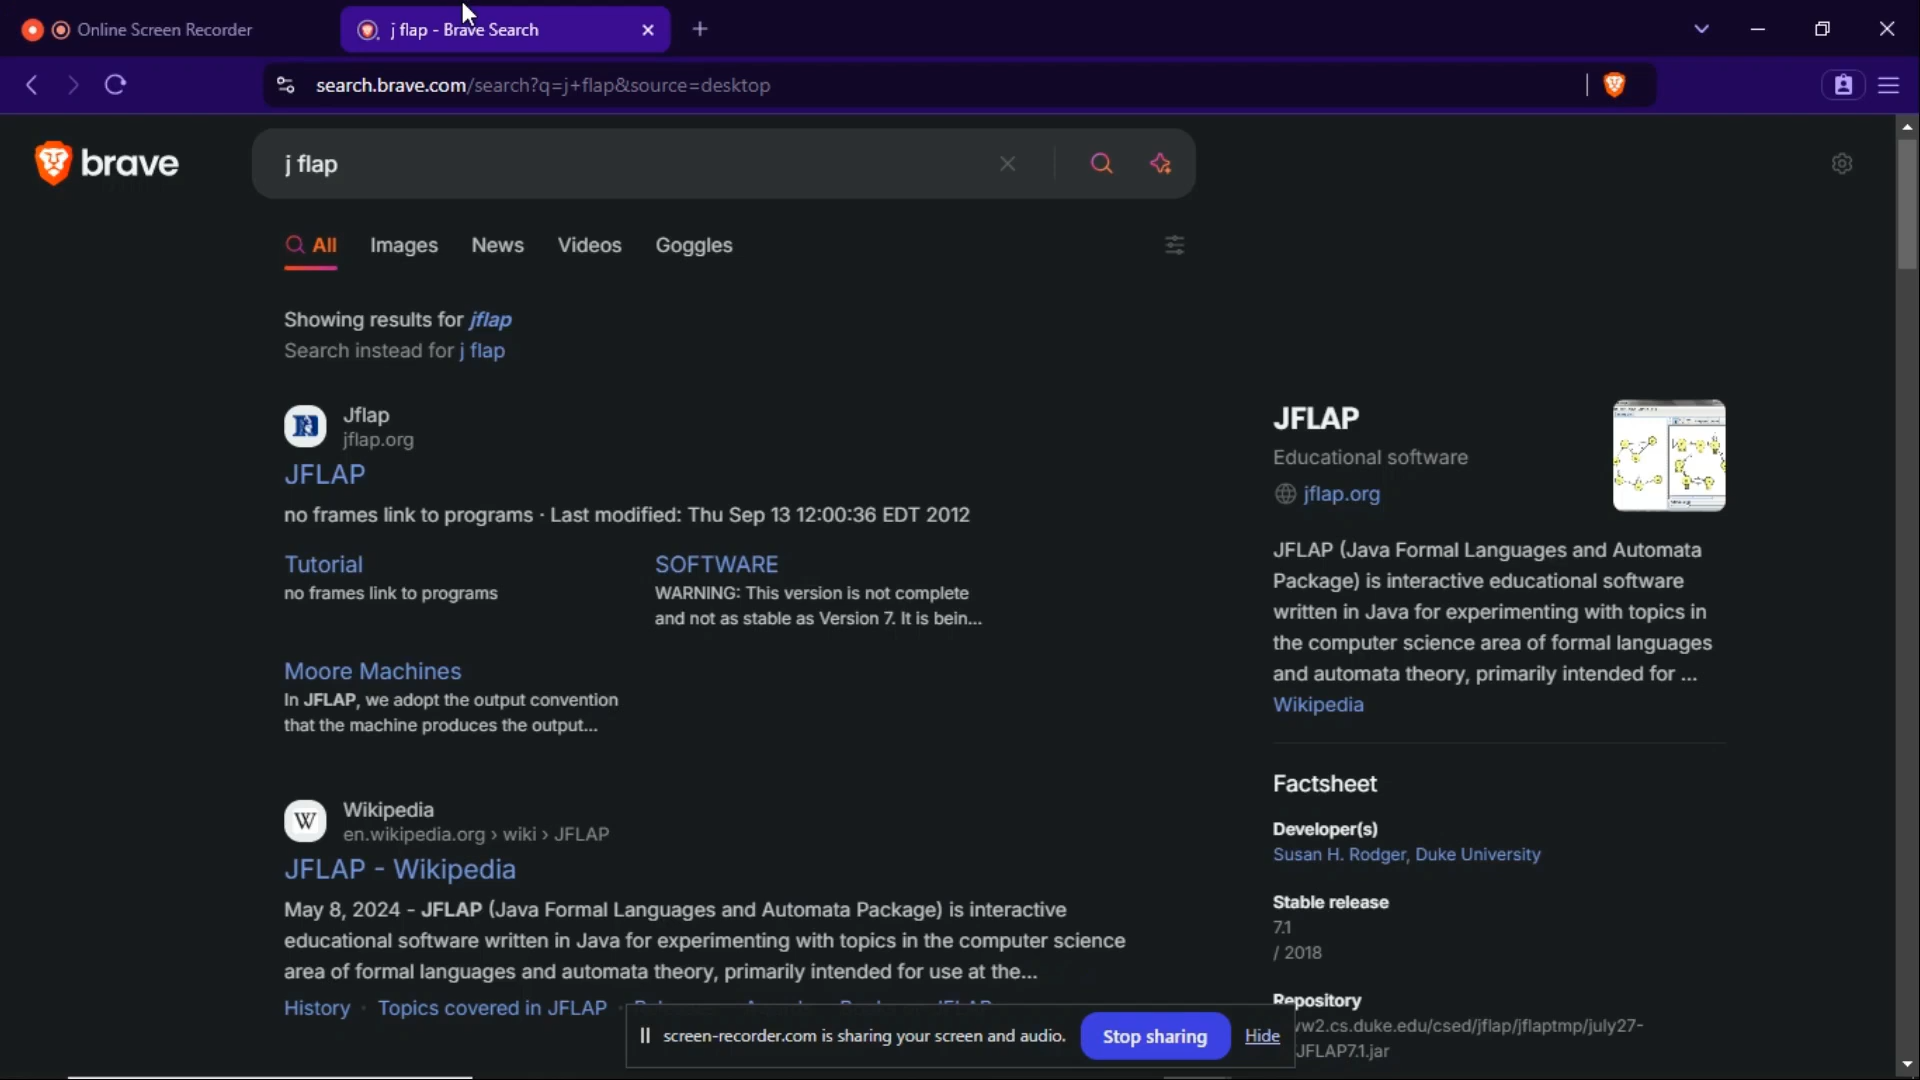 Online Screen Recorder
j flap - Brave Search
search.brave.com/search?q=j+flap&source=desktop
brave
j flap
All Images News Videos Goggles
Showing results for jflap
Search instead for j flap
Jflap
jflap.org
JFLAP
no frames link to programs · Last modified: Thu Sep 13 12:00:36 EDT 2012
Tutorial
no frames link to programs
SOFTWARE
WARNING: This version is not complete
and not as stable as Version 7. It is bein...
Moore Machines
In JFLAP, we adopt the output convention
that the machine produces the output...
W
Wikipedia
en.wikipedia.org › wiki › JFLAP
JFLAP - Wikipedia
May 8, 2024 - JFLAP (Java Formal Languages and Automata Package) is interactive
educational software written in Java for experimenting with topics in the computer science
area of formal languages and automata theory, primarily intended for use at the...
History · Topics covered in JFLAP ·
JFLAP
Educational software
jflap.org
JFLAP (Java Formal Languages and Automata
Package) is interactive educational software
written in Java for experimenting with topics in
the computer science area of formal languages
and automata theory, primarily intended for ...
Wikipedia
Factsheet
Developer(s)
Susan H. Rodger, Duke University
Stable release
7.1
/ 2018
Repository
w2.cs.duke.edu/csed/jflap/jflaptmp/july27-
JFLAP7.1.jar
screen-recorder.com is sharing your screen and audio. Stop sharing Hide